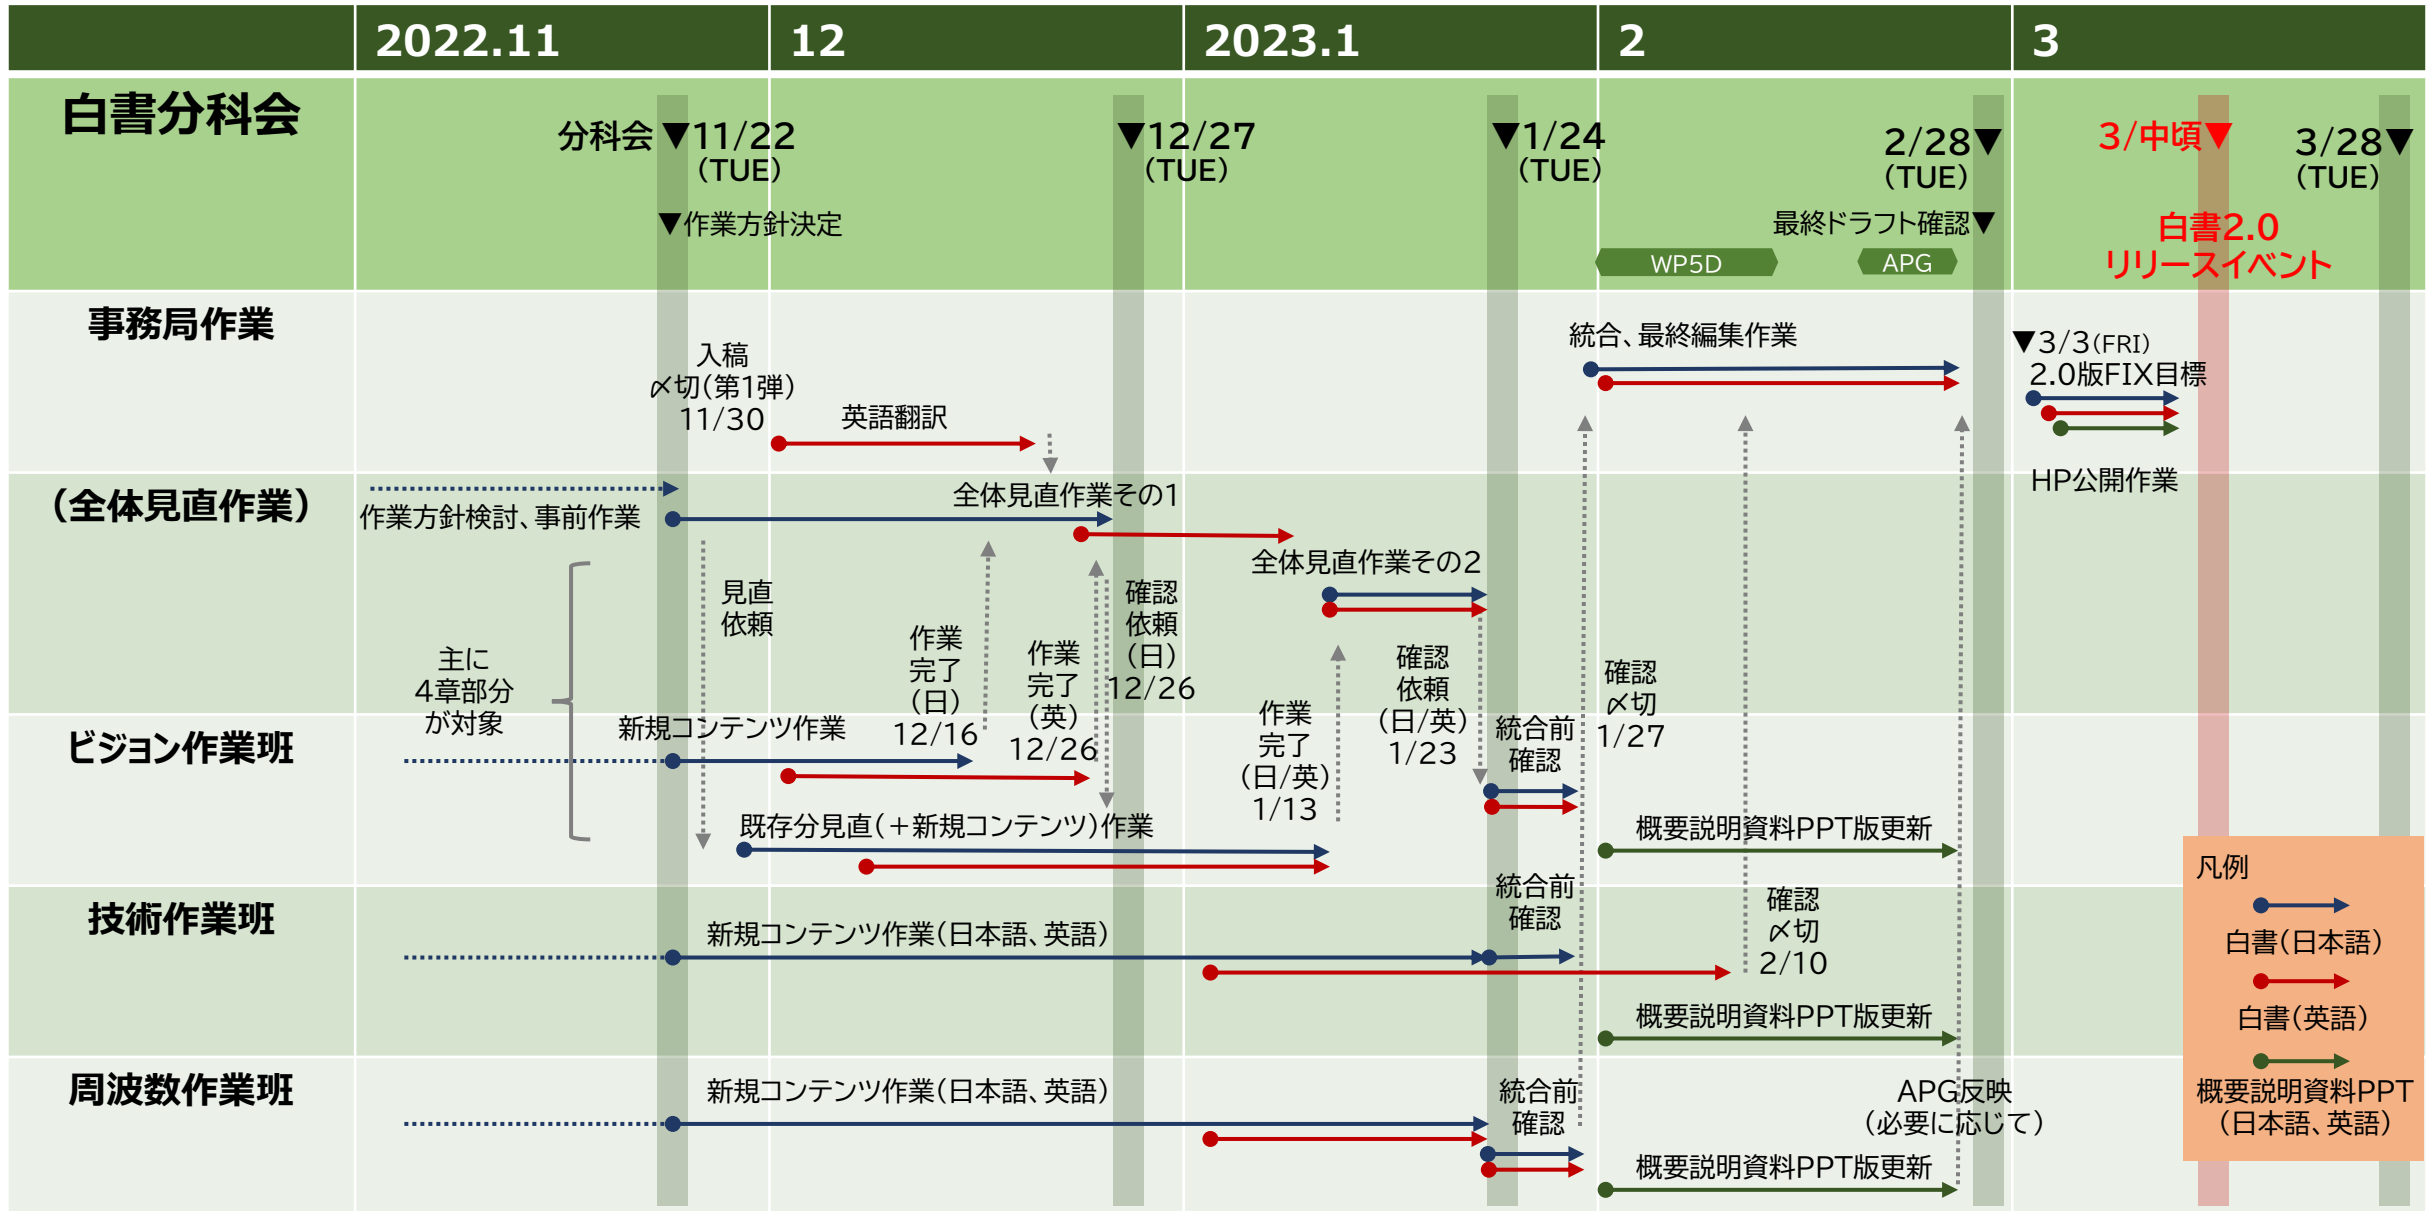 2022.11
12
2023.1
2
3
白書分科会
分科会 ▼11/22
(TUE)
▼12/27
(TUE)
▼1/24
(TUE)
2/28▼
(TUE)
3/中頃▼
3/28▼
(TUE)
▼作業方針決定
最終ドラフト確認▼
WP5D
APG
白書2.0
リリースイベント
事務局作業
入稿
〆切(第1弾)
11/30
英語翻訳
統合、最終編集作業
▼3/3(FRI)
2.0版FIX目標
HP公開作業
(全体見直作業)
作業方針検討、事前作業
全体見直作業その1
全体見直作業その2
見直
依頼
主に
4章部分
が対象
作業
完了
(日)
12/16
作業
完了
(英)
12/26
確認
依頼
(日)
12/26
作業
完了
(日/英)
1/13
確認
依頼
(日/英)
1/23
確認
〆切
1/27
ビジョン作業班
新規コンテンツ作業
統合前
確認
既存分見直(+新規コンテンツ)作業
概要説明資料PPT版更新
技術作業班
新規コンテンツ作業(日本語、英語)
統合前
確認
確認
〆切
2/10
概要説明資料PPT版更新
周波数作業班
新規コンテンツ作業(日本語、英語)
統合前
確認
APG反映
(必要に応じて)
概要説明資料PPT版更新
凡例
白書(日本語)
白書(英語)
概要説明資料PPT
(日本語、英語)